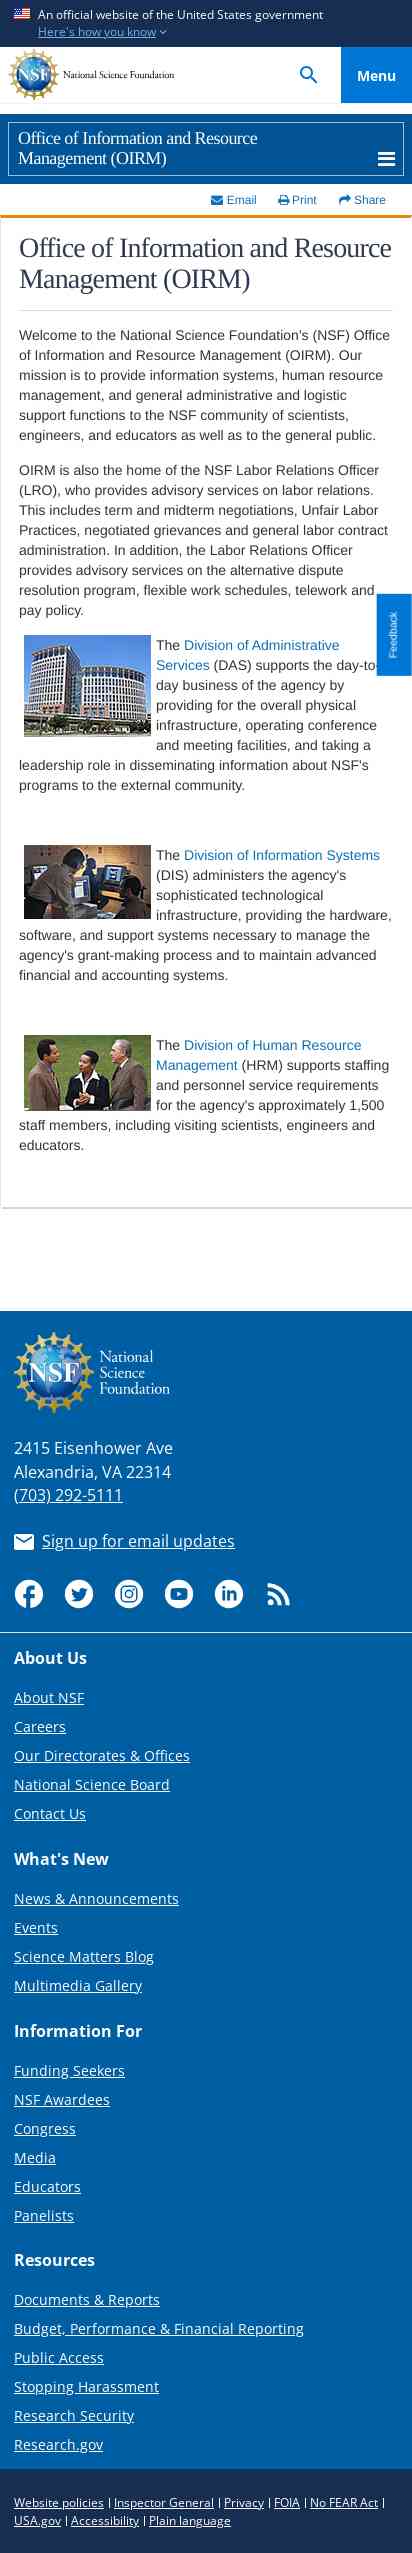 An official website of the United States government
Here's how you know
NSF National Science Foundation
Menu
Office of Information and Resource
Management (OIRM)
Email Print Share
Office of Information and Resource
Management (OIRM)
Welcome to the National Science Foundation's (NSF) Office
of Information and Resource Management (OIRM). Our
mission is to provide information systems, human resource
management, and general administrative and logistic
support functions to the NSF community of scientists,
engineers, and educators as well as to the general public.
OIRM is also the home of the NSF Labor Relations Officer
(LRO), who provides advisory services on labor relations.
This includes term and midterm negotiations, Unfair Labor
Practices, negotiated grievances and general labor contract
administration. In addition, the Labor Relations Officer
provides advisory services on the alternative dispute
resolution program, flexible work schedules, telework and
pay policy.
Feedback
The Division of Administrative
Services (DAS) supports the day-to-
day business of the agency by
providing for the overall physical
infrastructure, operating conference
and meeting facilities, and taking a
leadership role in disseminating information about NSF's
programs to the external community.
The Division of Information Systems
(DIS) administers the agency's
sophisticated technological
infrastructure, providing the hardware,
software, and support systems necessary to manage the
agency's grant-making process and to maintain advanced
financial and accounting systems.
The Division of Human Resource
Management (HRM) supports staffing
and personnel service requirements
for the agency's approximately 1,500
staff members, including visiting scientists, engineers and
educators.
NSF
National
Science
Foundation
2415 Eisenhower Ave
Alexandria, VA 22314
(703) 292-5111
Sign up for email updates
About Us
About NSF
Careers
Our Directorates & Offices
National Science Board
Contact Us
What's New
News & Announcements
Events
Science Matters Blog
Multimedia Gallery
Information For
Funding Seekers
NSF Awardees
Congress
Media
Educators
Panelists
Resources
Documents & Reports
Budget, Performance & Financial Reporting
Public Access
Stopping Harassment
Research Security
Research.gov
Website policies | Inspector General | Privacy | FOIA | No FEAR Act |
USA.gov | Accessibility | Plain language